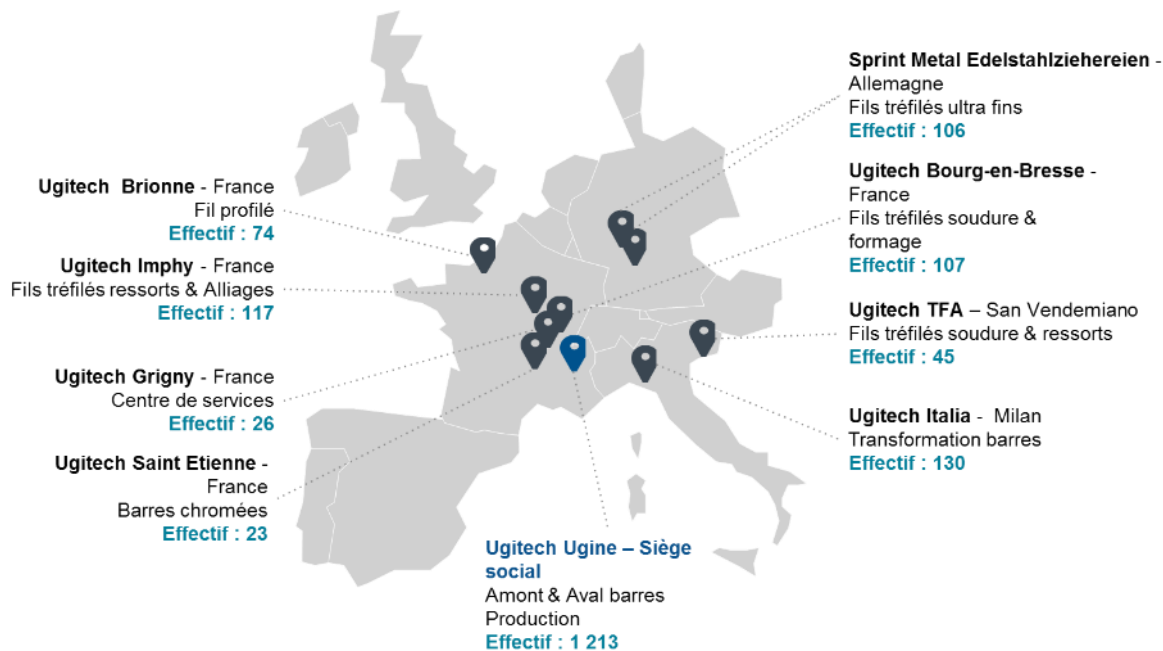 Ugitech Brionne - France
Fil profilé
Effectif : 74
Ugitech Imphy - France
Fils tréfilés ressorts & Alliages
Effectif : 117
Ugitech Grigny - France
Centre de services
Effectif : 26
Ugitech Saint Etienne -
France
Barres chromées
Effectif : 23
Ugitech Ugine – Siège
social
Amont & Aval barres
Production
Effectif : 1 213
Sprint Metal Edelstahlziehereien -
Allemagne
Fils tréfilés ultra fins
Effectif : 106
Ugitech Bourg-en-Bresse -
France
Fils tréfilés soudure &
formage
Effectif : 107
Ugitech TFA – San Vendemiano
Fils tréfilés soudure & ressorts
Effectif : 45
Ugitech Italia - Milan
Transformation barres
Effectif : 130